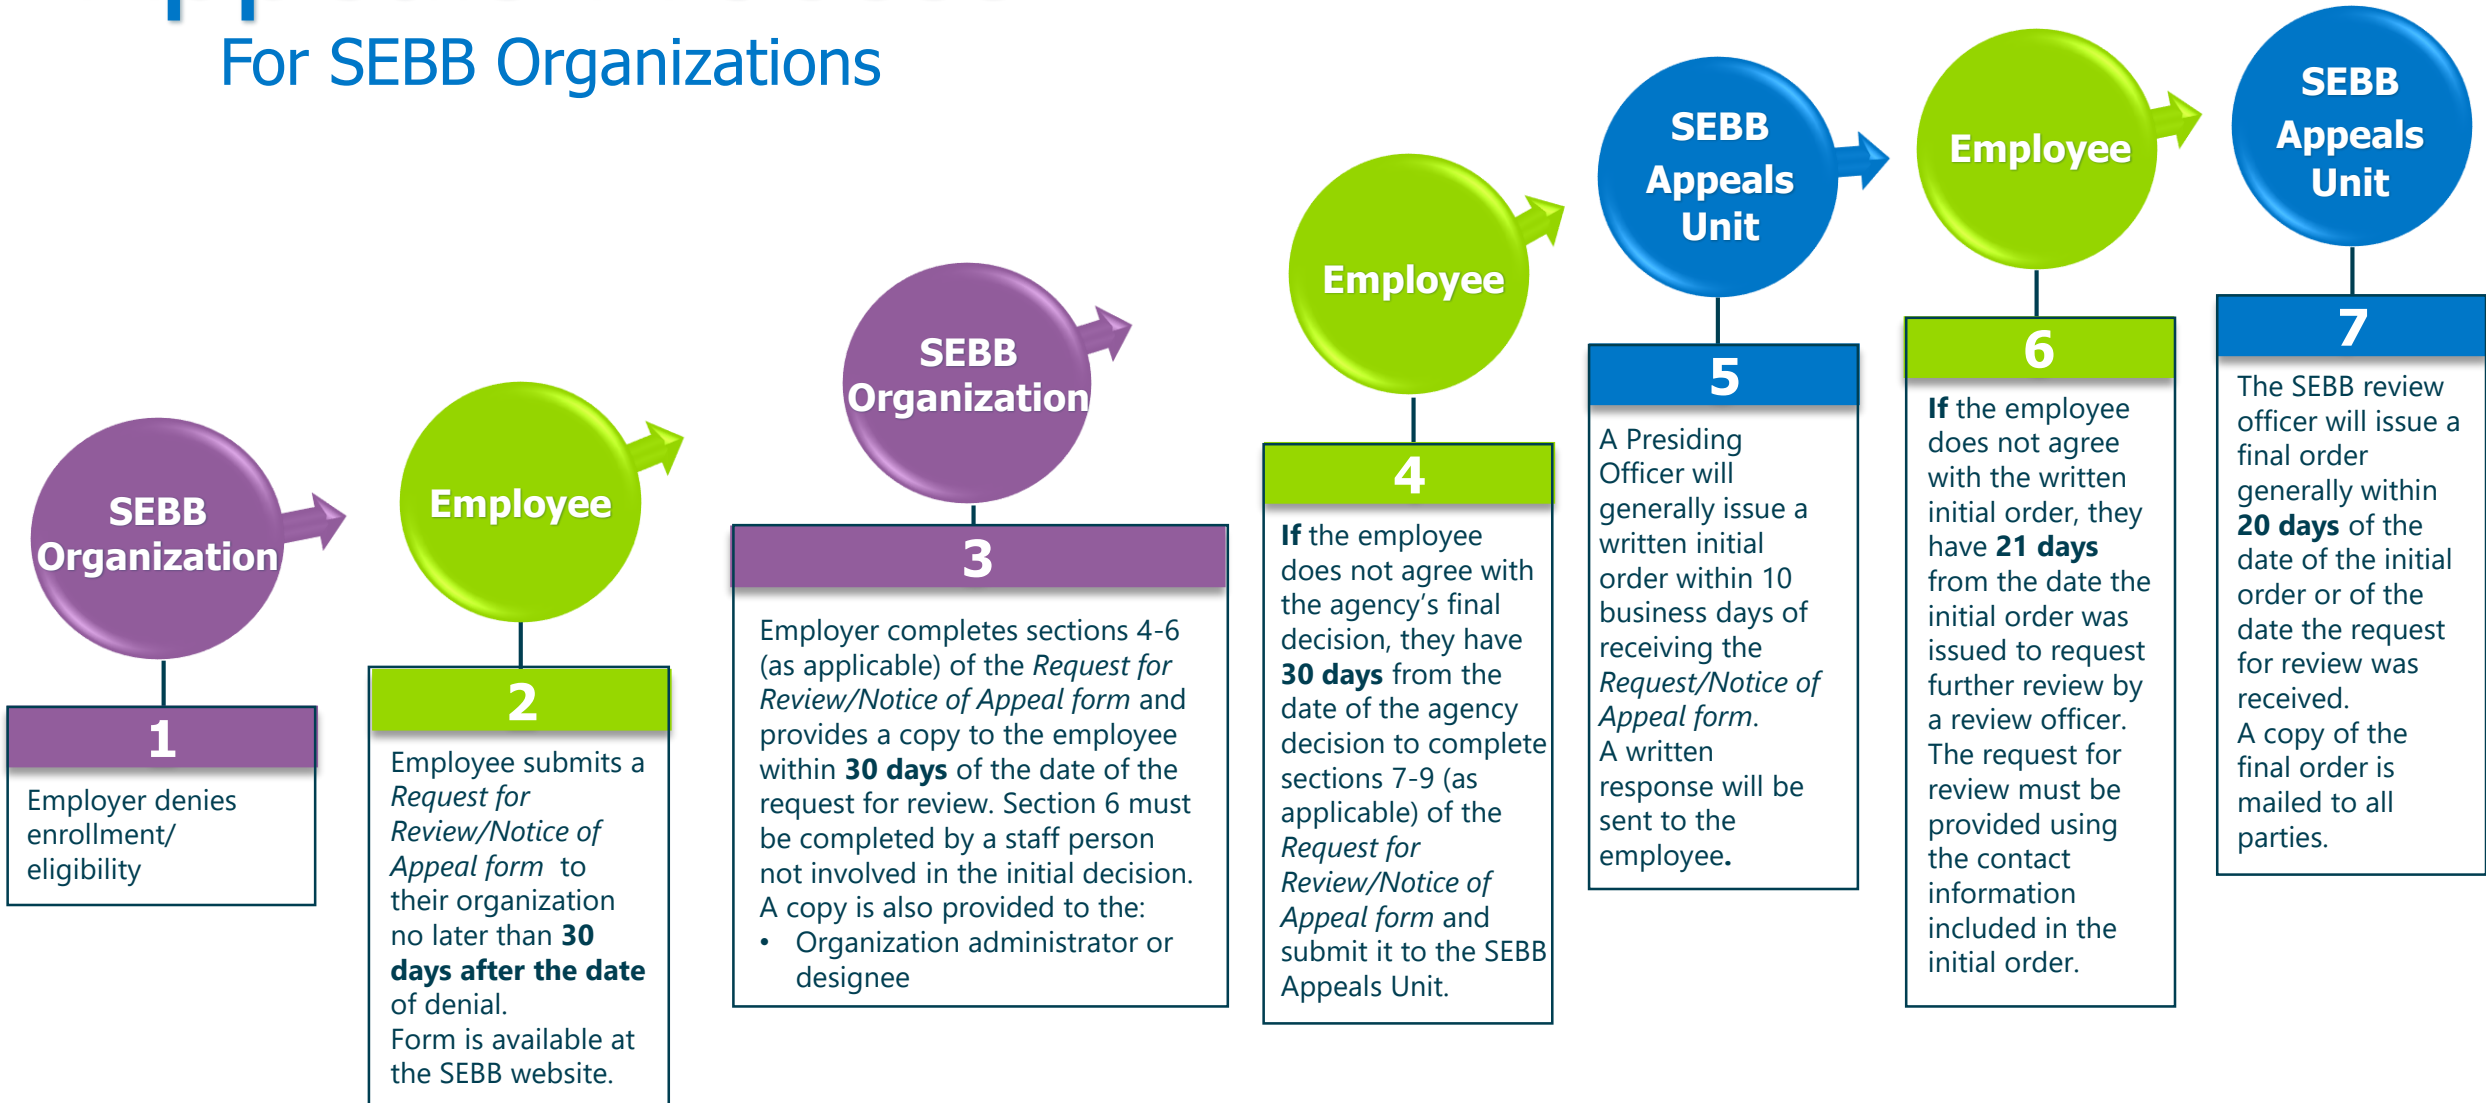 For SEBB Organizations
SEBB
Organization
1
Employer denies
enrollment/
eligibility
Employee
2
Employee submits a
Request for
Review/Notice of
Appeal form to
their organization
no later than 30
days after the date
of denial.
Form is available at
the SEBB website.
SEBB
Organization
3
Employer completes sections 4-6
(as applicable) of the Request for
Review/Notice of Appeal form and
provides a copy to the employee
within 30 days of the date of the
request for review. Section 6 must
be completed by a staff person
not involved in the initial decision.
A copy is also provided to the:
• Organization administrator or
designee
Employee
4
If the employee
does not agree with
the agency’s final
decision, they have
30 days from the
date of the agency
decision to complete
sections 7-9 (as
applicable) of the
Request for
Review/Notice of
Appeal form and
submit it to the SEBB
Appeals Unit.
SEBB
Appeals
Unit
5
A Presiding
Officer will
generally issue a
written initial
order within 10
business days of
receiving the
Request/Notice of
Appeal form.
A written
response will be
sent to the
employee.
Employee
6
If the employee
does not agree
with the written
initial order, they
have 21 days
from the date the
initial order was
issued to request
further review by
a review officer.
The request for
review must be
provided using
the contact
information
included in the
initial order.
SEBB
Appeals
Unit
7
The SEBB review
officer will issue a
final order
generally within
20 days of the
date of the initial
order or of the
date the request
for review was
received.
A copy of the
final order is
mailed to all
parties.